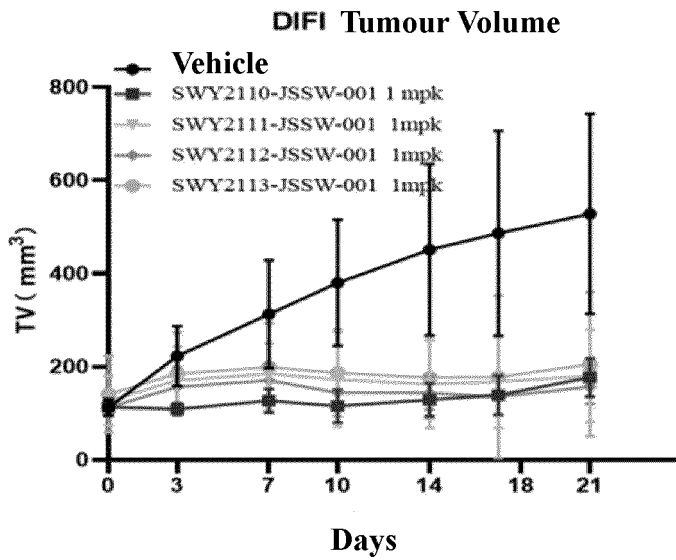 DIFI Tumour Volume
Vehicle
SWY2110-JSSW-001 1 mpk
SWY2111-JSSW-001 1mpk
SWY2112-JSSW-001 1mpk
SWY2113-JSSW-001 1mpk
TV ( mm³)
800
600
400
200
0
0 3 7 10 14 18 21
Days